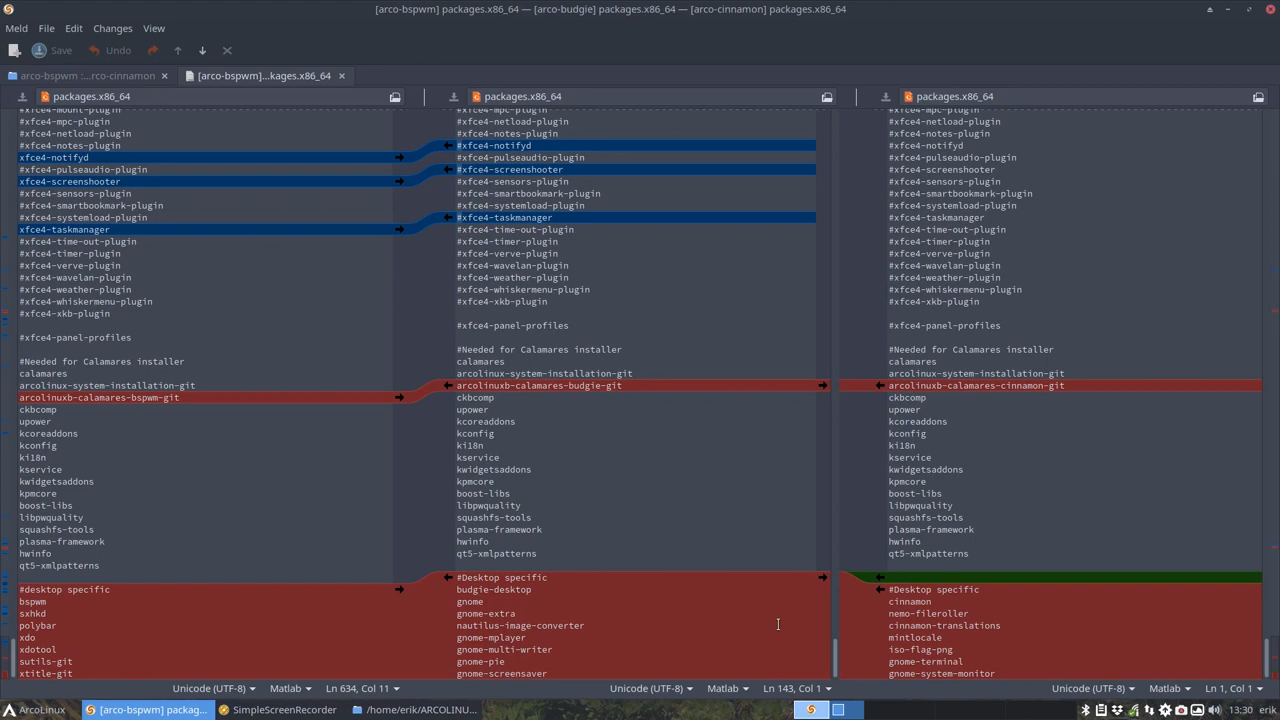 [arco-bspwm] packages.x86_64 — [arco-budgie] packages.x86_64 — [arco-cinnamon] packages.x86_64
Meld File Edit Changes View
Save Undo
arco-bspwm :...rco-cinnamon [arco-bspwm]...kages.x86_64
packages.x86_64
#xfce4-mount-plugin
#xfce4-mpc-plugin
#xfce4-netload-plugin
#xfce4-notes-plugin
xfce4-notifyd
#xfce4-pulseaudio-plugin
xfce4-screenshooter
#xfce4-sensors-plugin
#xfce4-smartbookmark-plugin
#xfce4-systemload-plugin
xfce4-taskmanager
#xfce4-time-out-plugin
#xfce4-timer-plugin
#xfce4-verve-plugin
#xfce4-wavelan-plugin
#xfce4-weather-plugin
#xfce4-whiskermenu-plugin
#xfce4-xkb-plugin
#xfce4-panel-profiles
#Needed for Calamares installer
calamares
arcolinux-system-installation-git
arcolinuxb-calamares-bspwm-git
ckbcomp
upower
kcoreaddons
kconfig
ki18n
kservice
kwidgetsaddons
kpmcore
boost-libs
libpwquality
squashfs-tools
plasma-framework
hwinfo
qt5-xmlpatterns
#desktop specific
bspwm
sxhkd
polybar
xdo
xdotool
sutils-git
xtitle-git
Unicode (UTF-8) Matlab Ln 634, Col 11
packages.x86_64
#xfce4-mpc-plugin
#xfce4-netload-plugin
#xfce4-notes-plugin
#xfce4-notifyd
#xfce4-pulseaudio-plugin
#xfce4-screenshooter
#xfce4-sensors-plugin
#xfce4-smartbookmark-plugin
#xfce4-systemload-plugin
#xfce4-taskmanager
#xfce4-time-out-plugin
#xfce4-timer-plugin
#xfce4-verve-plugin
#xfce4-wavelan-plugin
#xfce4-weather-plugin
#xfce4-whiskermenu-plugin
#xfce4-xkb-plugin
#xfce4-panel-profiles
#Needed for Calamares installer
calamares
arcolinux-system-installation-git
arcolinuxb-calamares-budgie-git
ckbcomp
upower
kcoreaddons
kconfig
ki18n
kservice
kwidgetsaddons
kpmcore
boost-libs
libpwquality
squashfs-tools
plasma-framework
hwinfo
qt5-xmlpatterns
#Desktop specific
budgie-desktop
gnome
gnome-extra
nautilus-image-converter
gnome-mplayer
gnome-multi-writer
gnome-pie
gnome-screensaver
Unicode (UTF-8) Matlab Ln 143, Col 1
packages.x86_64
#xfce4-mpc-plugin
#xfce4-netload-plugin
#xfce4-notes-plugin
#xfce4-notifyd
#xfce4-pulseaudio-plugin
#xfce4-screenshooter
#xfce4-sensors-plugin
#xfce4-smartbookmark-plugin
#xfce4-systemload-plugin
#xfce4-taskmanager
#xfce4-time-out-plugin
#xfce4-timer-plugin
#xfce4-verve-plugin
#xfce4-wavelan-plugin
#xfce4-weather-plugin
#xfce4-whiskermenu-plugin
#xfce4-xkb-plugin
#xfce4-panel-profiles
#Needed for Calamares installer
calamares
arcolinux-system-installation-git
arcolinuxb-calamares-cinnamon-git
ckbcomp
upower
kcoreaddons
kconfig
ki18n
kservice
kwidgetsaddons
kpmcore
boost-libs
libpwquality
squashfs-tools
plasma-framework
hwinfo
qt5-xmlpatterns
#Desktop specific
cinnamon
nemo-fileroller
cinnamon-translations
mintlocale
iso-flag-png
gnome-terminal
gnome-system-monitor
Unicode (UTF-8) Matlab Ln 1, Col 1
ArcoLinux [arco-bspwm] packag... SimpleScreenRecorder /home/erik/ARCOLINU... 13:30 erik